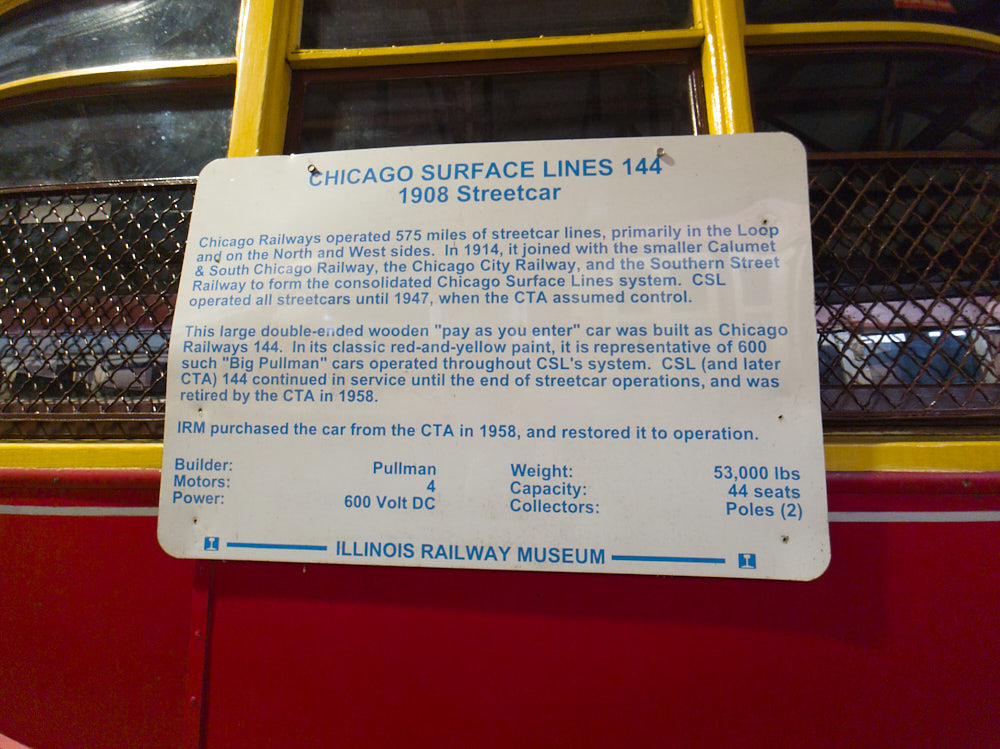 CHICAGO SURFACE LINES 144
1908 Streetcar
Chicago Railways operated 575 miles of streetcar lines, primarily in the Loop
and on the North and West sides. In 1914, it joined with the smaller Calumet
& South Chicago Railway, the Chicago City Railway, and the Southern Street
Railway to form the consolidated Chicago Surface Lines system. CSL
operated all streetcars until 1947, when the CTA assumed control.
This large double-ended wooden "pay as you enter" car was built as Chicago
Railways 144. In its classic red-and-yellow paint, it is representative of 600
such "Big Pullman" cars operated throughout CSL's system. CSL (and later
CTA) 144 continued in service until the end of streetcar operations, and was
retired by the CTA in 1958.
IRM purchased the car from the CTA in 1958, and restored it to operation.
Builder: Pullman Weight: 53,000 lbs
Motors: 4 Capacity: 44 seats
Power: 600 Volt DC Collectors: Poles (2)
ILLINOIS RAILWAY MUSEUM